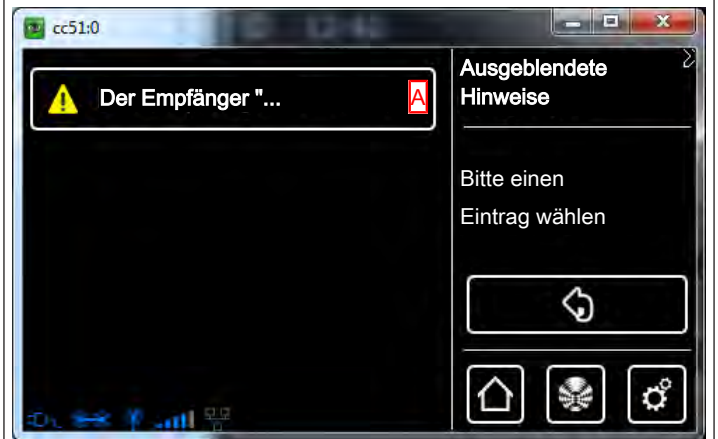 cc51:0
Der Empfänger "...
A
Ausgeblendete
Hinweise
Bitte einen
Eintrag wählen